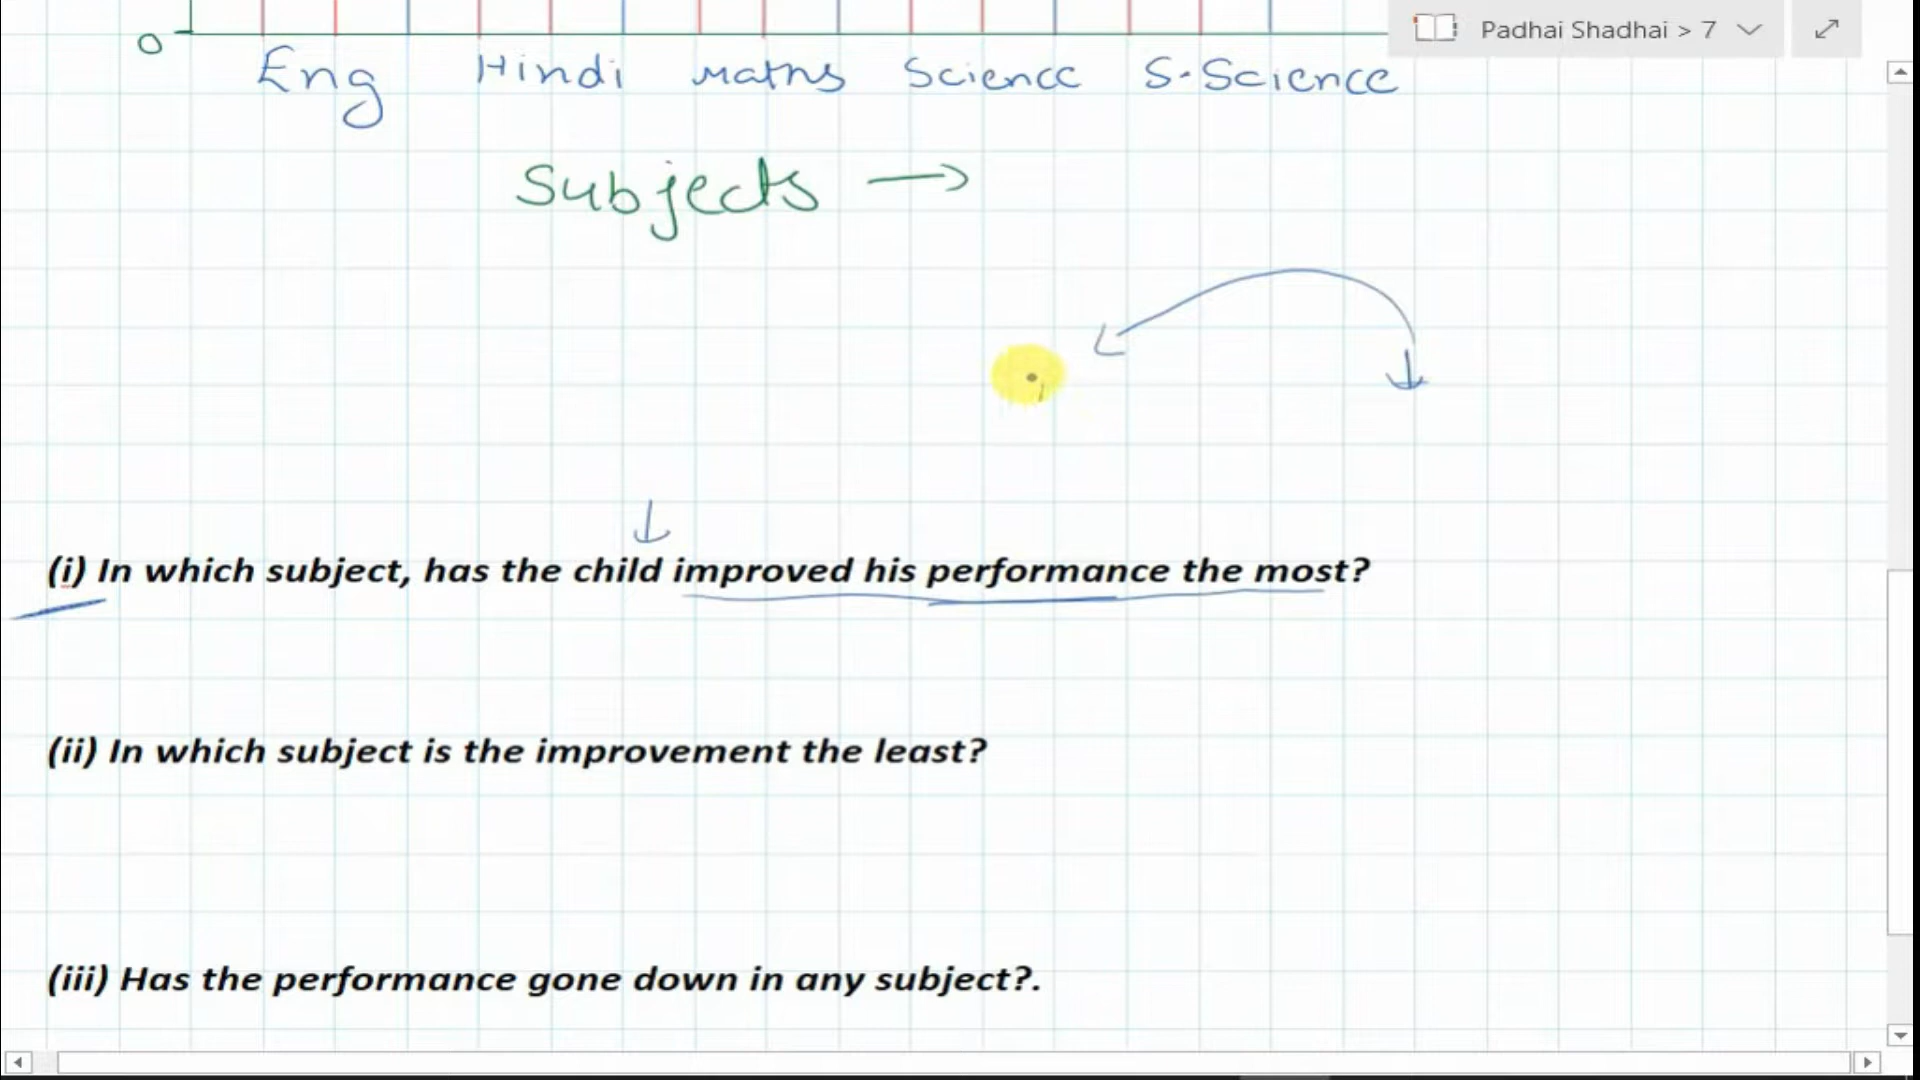 Padhai Shadhai > 7
0
Eng Hindi Maths Science S.Science
Subjects →
(i) In which subject, has the child improved his performance the most?
(ii) In which subject is the improvement the least?
(iii) Has the performance gone down in any subject?.